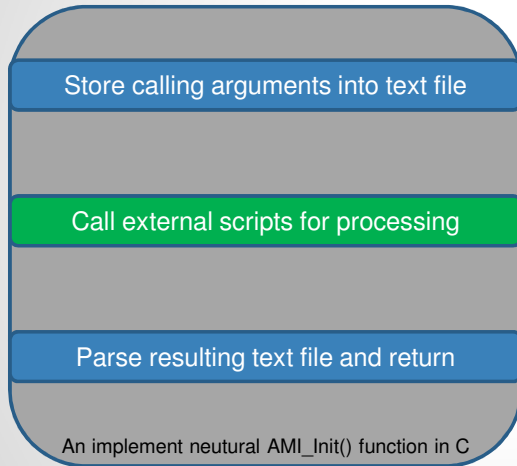 Store calling arguments into text file
Call external scripts for processing
Parse resulting text file and return
An implement neutural AMI_Init() function in C